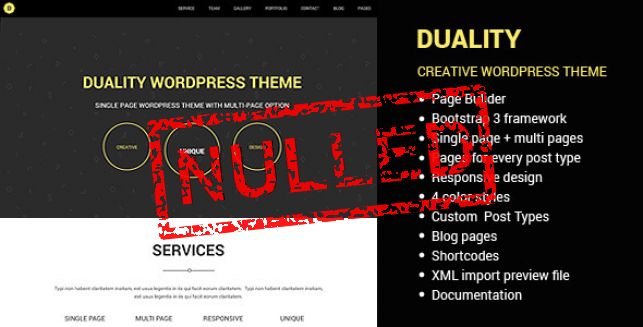 D
SERVICE TEAM GALLERY PORTFOLIO CONTACT BLOG PAGES
DUALITY WORDPRESS THEME
SINGLE PAGE WORDPRESS THEME WITH MULTI-PAGE OPTION
CREATIVE UNIQUE DESIGN
SERVICES
Typi non habent claritatem insitam, est usus legentis in iis qui facit eorum claritatem. Typi non habent claritatem insitam,
est usus legentis in iis qui facit eorum claritatem.
SINGLE PAGE MULTI PAGE RESPONSIVE UNIQUE
NULLED
DUALITY
CREATIVE WORDPRESS THEME
• Page Builder
• Bootstrap 3 framework
• Single page + multi pages
• Pages for every post type
• Responsive design
• 4 color styles
• Custom Post Types
• Blog pages
• Shortcodes
• XML import preview file
• Documentation